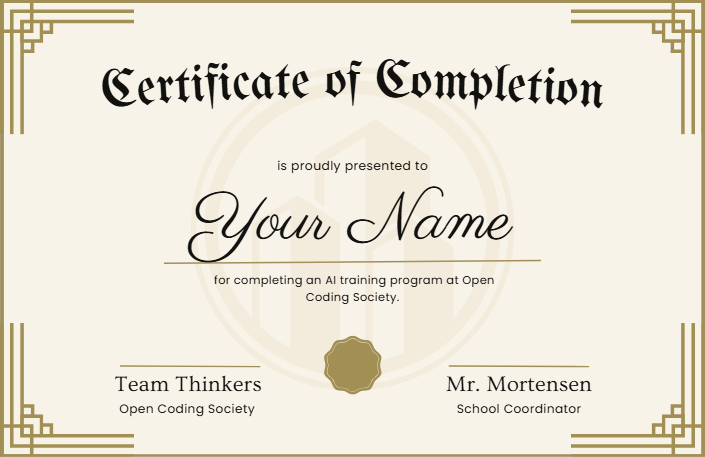 Certificate of Completion
is proudly presented to
Your Name
for completing an AI training program at Open
Coding Society.
Team Thinkers
Open Coding Society
Mr. Mortensen
School Coordinator